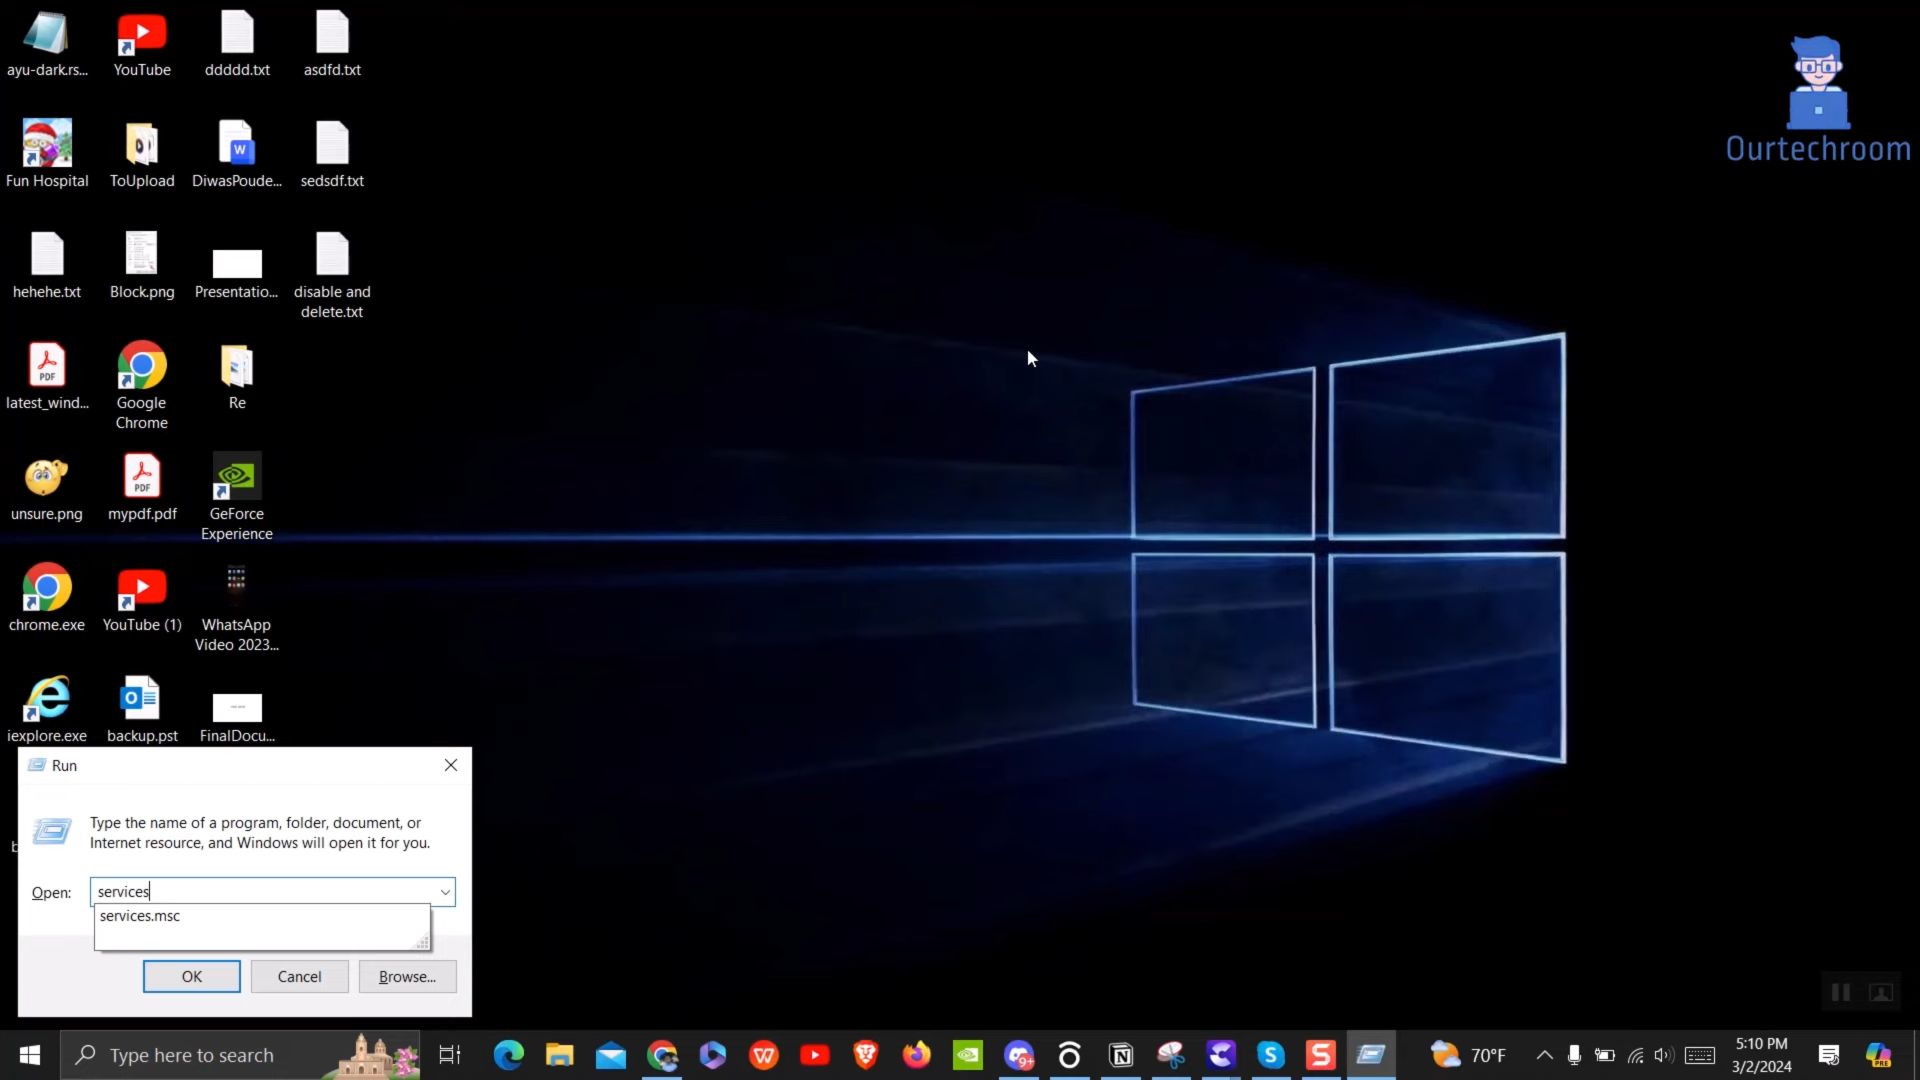 ayu-dark.rs...
YouTube
ddddd.txt
asdfd.txt
Ourtechroom
Fun Hospital
ToUpload
W
DiwasPoude...
sedsdf.txt
hehehe.txt
Block.png
Presentatio...
disable and
delete.txt
PDF
latest_wind...
Google
Chrome
Re
unsure.png
PDF
mypdf.pdf
GeForce
Experience
chrome.exe
YouTube (1)
WhatsApp
Video 2023...
iexplore.exe
backup.pst
FinalDocu...
Run
Type the name of a program, folder, document, or
Internet resource, and Windows will open it for you.
Open:
services
services.msc
OK
Cancel
Browse...
Type here to search
9+
70°F
5:10 PM
3/2/2024
PRE